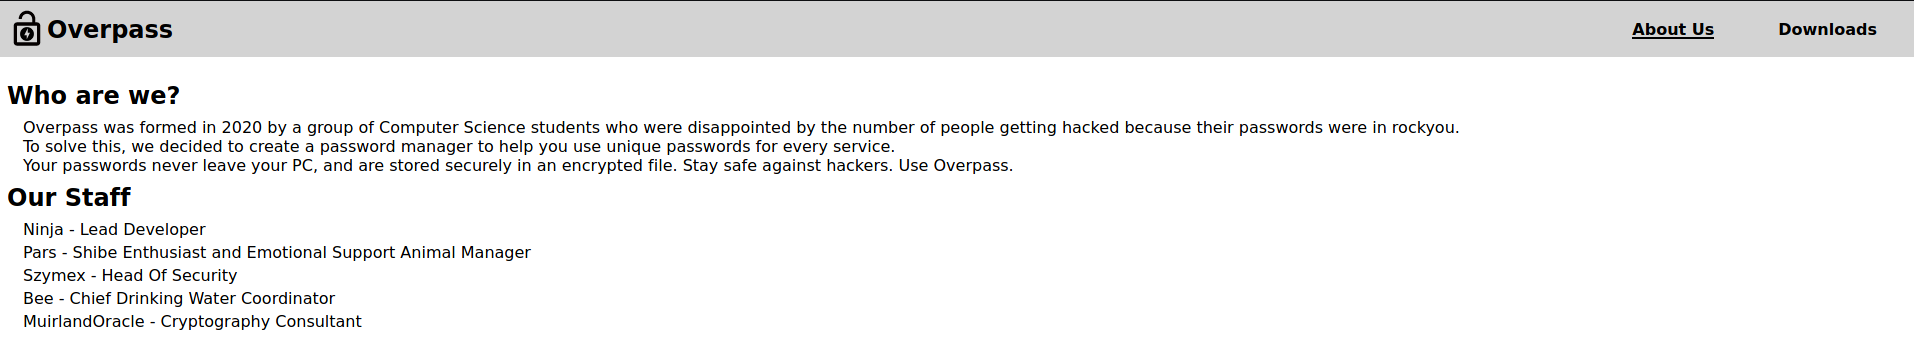 Overpass
About Us
Downloads
Who are we?
Overpass was formed in 2020 by a group of Computer Science students who were disappointed by the number of people getting hacked because their passwords were in rockyou.
To solve this, we decided to create a password manager to help you use unique passwords for every service.
Your passwords never leave your PC, and are stored securely in an encrypted file. Stay safe against hackers. Use Overpass.
Our Staff
Ninja - Lead Developer
Pars - Shibe Enthusiast and Emotional Support Animal Manager
Szymex - Head Of Security
Bee - Chief Drinking Water Coordinator
MuirlandOracle - Cryptography Consultant